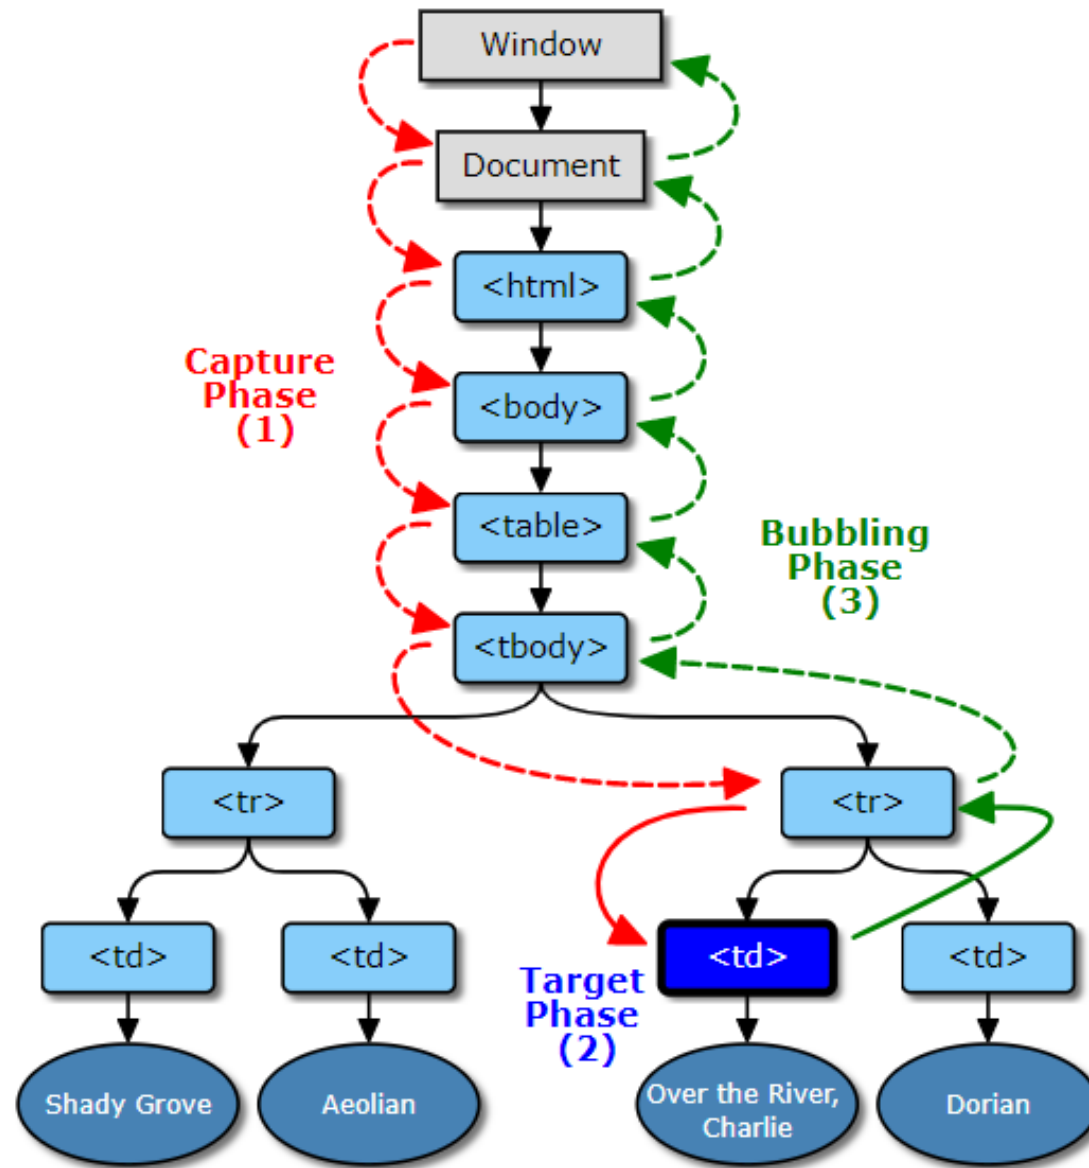 Window
Document
<html>
Capture
Phase
(1)
<body>
<table>
Bubbling
Phase
(3)
<tbody>
<tr>
<tr>
<td>
<td>
<td>
<td>
Target
Phase
(2)
Shady Grove
Aeolian
Over the River,
Charlie
Dorian